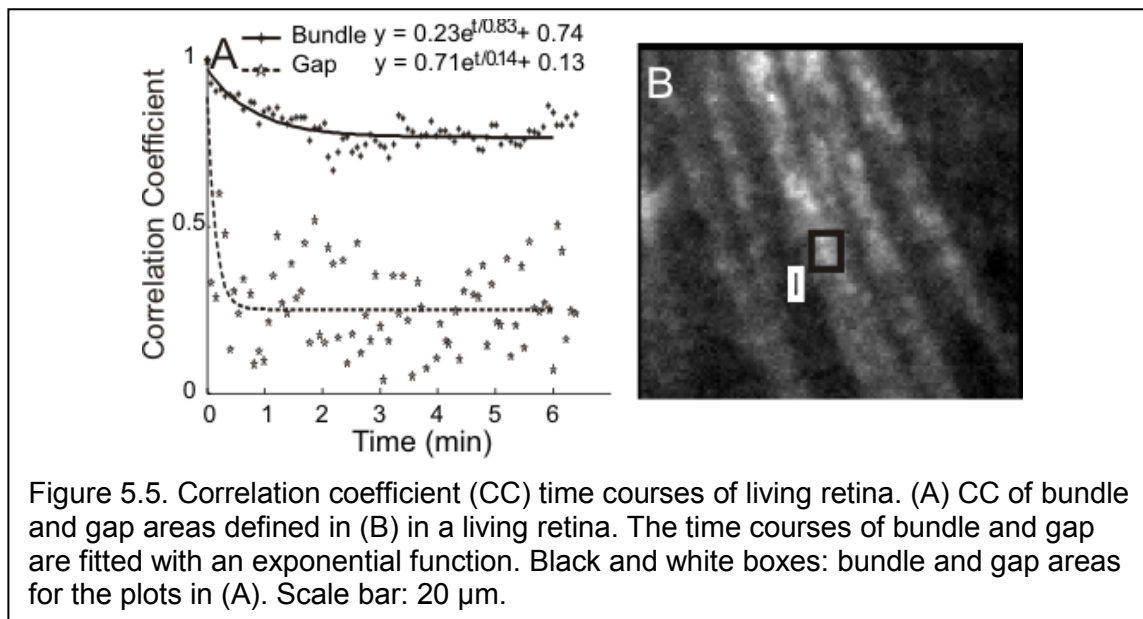 A
Bundle y = 0.23e^t/0.83 + 0.74
Gap y = 0.71e^t/0.14 + 0.13
1
0.5
0
Correlation Coefficient
0 1 2 3 4 5 6
Time (min)
B
Figure 5.5. Correlation coefficient (CC) time courses of living retina. (A) CC of bundle
and gap areas defined in (B) in a living retina. The time courses of bundle and gap
are fitted with an exponential function. Black and white boxes: bundle and gap areas
for the plots in (A). Scale bar: 20 µm.